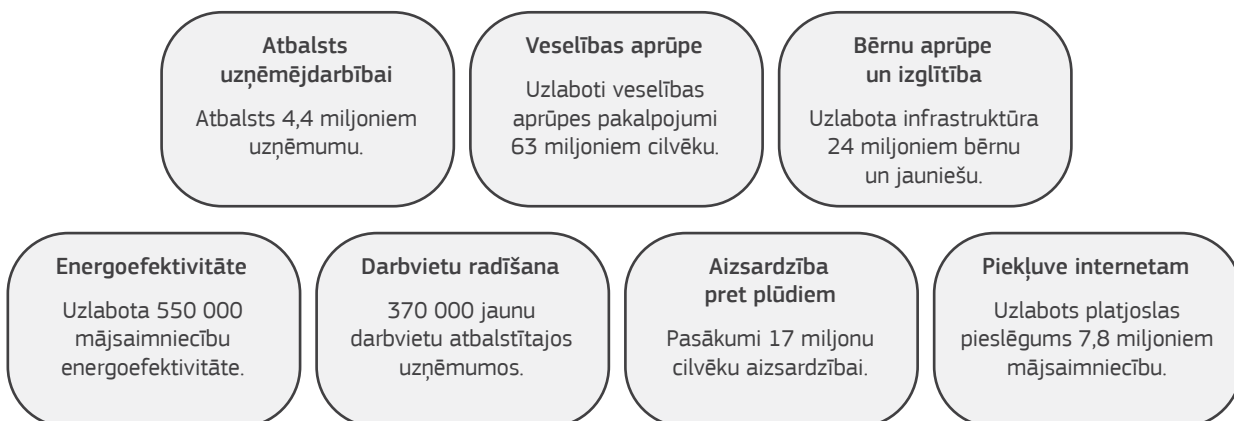 Atbalsts
uzņēmējdarbībai
Atbalsts 4,4 miljoniem
uzņēmumu.
Veselības aprūpe
Uzlaboti veselības
aprūpes pakalpojumi
63 miljoniem cilvēku.
Bērnu aprūpe
un izglītība
Uzlabota infrastruktūra
24 miljoniem bērnu
un jauniešu.
Energoefektivitāte
Uzlabota 550 000
mājsaimniecību
energoefektivitāte.
Darbvietu radīšana
370 000 jaunu
darbvietu atbalstītajos
uzņēmumos.
Aizsardzība
pret plūdiem
Pasākumi 17 miljonu
cilvēku aizsardzībai.
Piekļuve internetam
Uzlabots platjoslas
pieslēgums 7,8 miljoniem
mājsaimniecību.